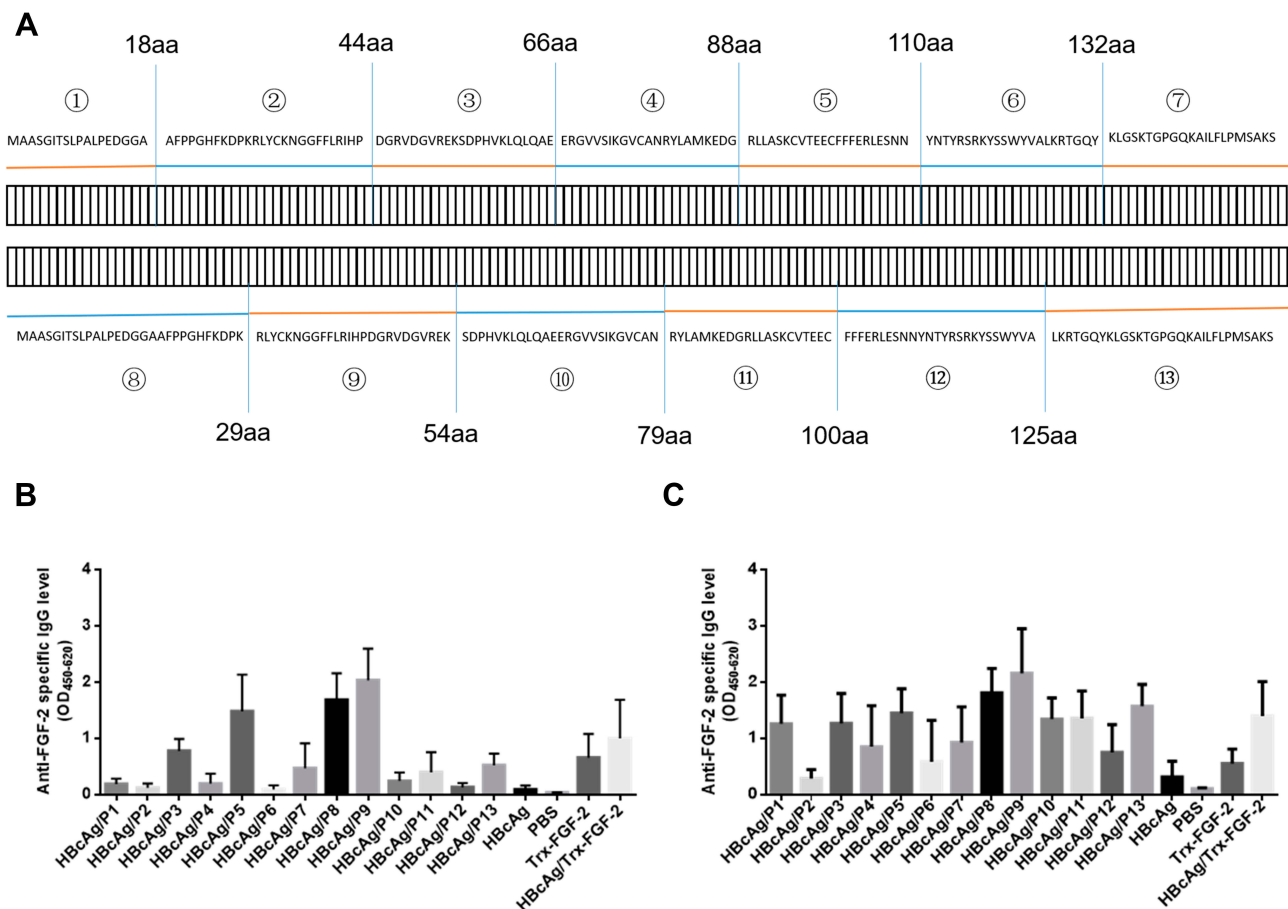 A
18aa 44aa 66aa 88aa 110aa 132aa
① ② ③ ④ ⑤ ⑥ ⑦
MAASGITSLPALPEDGGA AFPPGHFKDPKRLYCKNGGFFLRIHP DGRVDGVREKSDPHVKLQLQAE ERGVVSIKGVCANRYLAMKEDG RLLASKCVTEECFFFERLESNN YNTYRSRKYSSWYVALKRTGQY KLGSKTGPGQKAILFLPMSAKS
MAASGITSLPALPEDGGAAFPPGHFKDPK RLYCKNGGFFLRIHPDGRVDGVREK SDPHVKLQLQAEERGVVSIKGVCAN RYLAMKEDGRLLASKCVTEEC FFFERLESNNYNTYRSRKYSSWYVA LKRTGQYKLGSKTGPGQKAILFLPMSAKS
⑧ ⑨ ⑩ ⑪ ⑫ ⑬
29aa 54aa 79aa 100aa 125aa
B
Anti-FGF-2 specific IgG level
(OD450-620)
4
3
2
1
0
HBcAg/P1
HBcAg/P2
HBcAg/P3
HBcAg/P4
HBcAg/P5
HBcAg/P6
HBcAg/P7
HBcAg/P8
HBcAg/P9
HBcAg/P10
HBcAg/P11
HBcAg/P12
HBcAg/P13
HBcAg
PBS
Trx-FGF-2
HBcAg/Trx-FGF-2
C
Anti-FGF-2 specific IgG level
(OD450-620)
4
3
2
1
0
HBcAg/P1
HBcAg/P2
HBcAg/P3
HBcAg/P4
HBcAg/P5
HBcAg/P6
HBcAg/P7
HBcAg/P8
HBcAg/P9
HBcAg/P10
HBcAg/P11
HBcAg/P12
HBcAg/P13
HBcAg
PBS
Trx-FGF-2
HBcAg/Trx-FGF-2